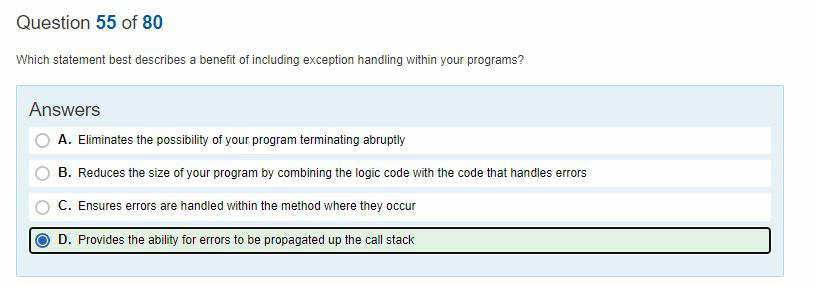 Question 55 of 80
Which statement best describes a benefit of including exception handling within your programs?
Answers
A. Eliminates the possibility of your program terminating abruptly
B. Reduces the size of your program by combining the logic code with the code that handles errors
C. Ensures errors are handled within the method where they occur
D. Provides the ability for errors to be propagated up the call stack